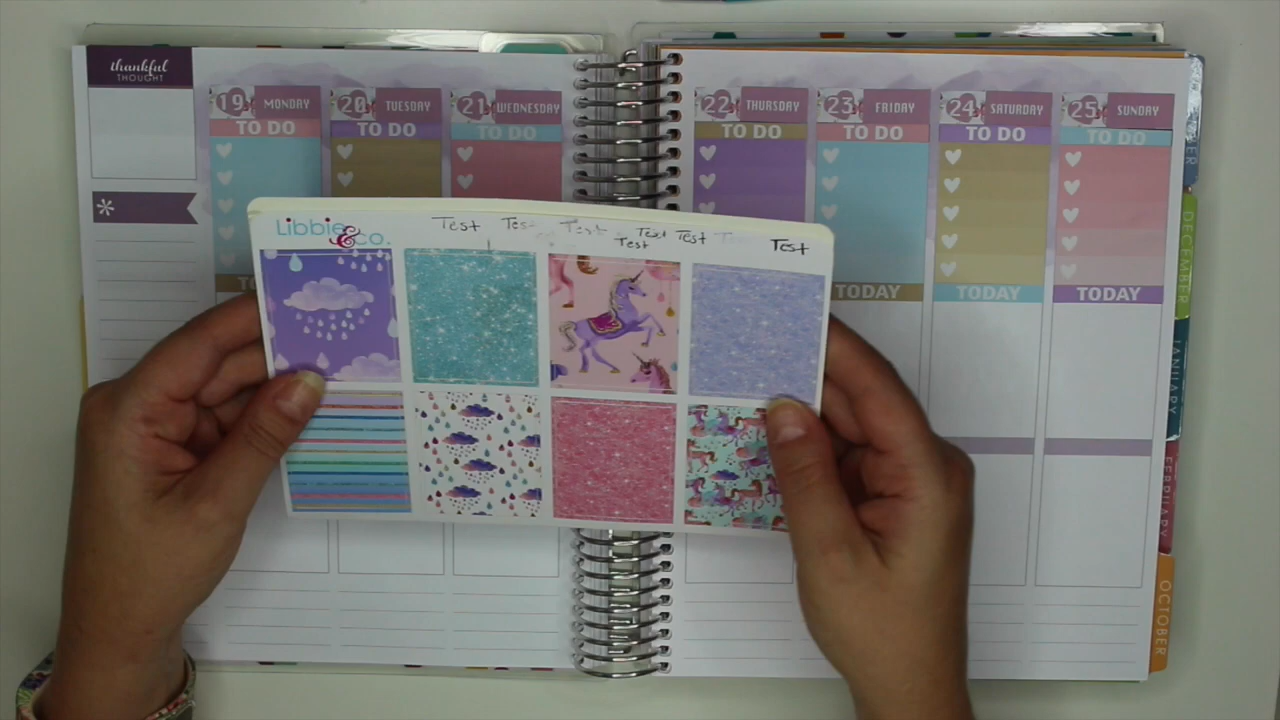 thankful
THOUGHT
19 MONDAY
20 TUESDAY
21 WEDNESDAY
22 THURSDAY
23 FRIDAY
24 SATURDAY
25 SUNDAY
TO DO
TO DO
TO DO
TO DO
TO DO
TO DO
TO DO
Libbie & co.
Test Test Test Text Test Test
Test
TODAY
TODAY
TODAY
DECEMBER
JANUARY
FEBRUARY
OCTOBER